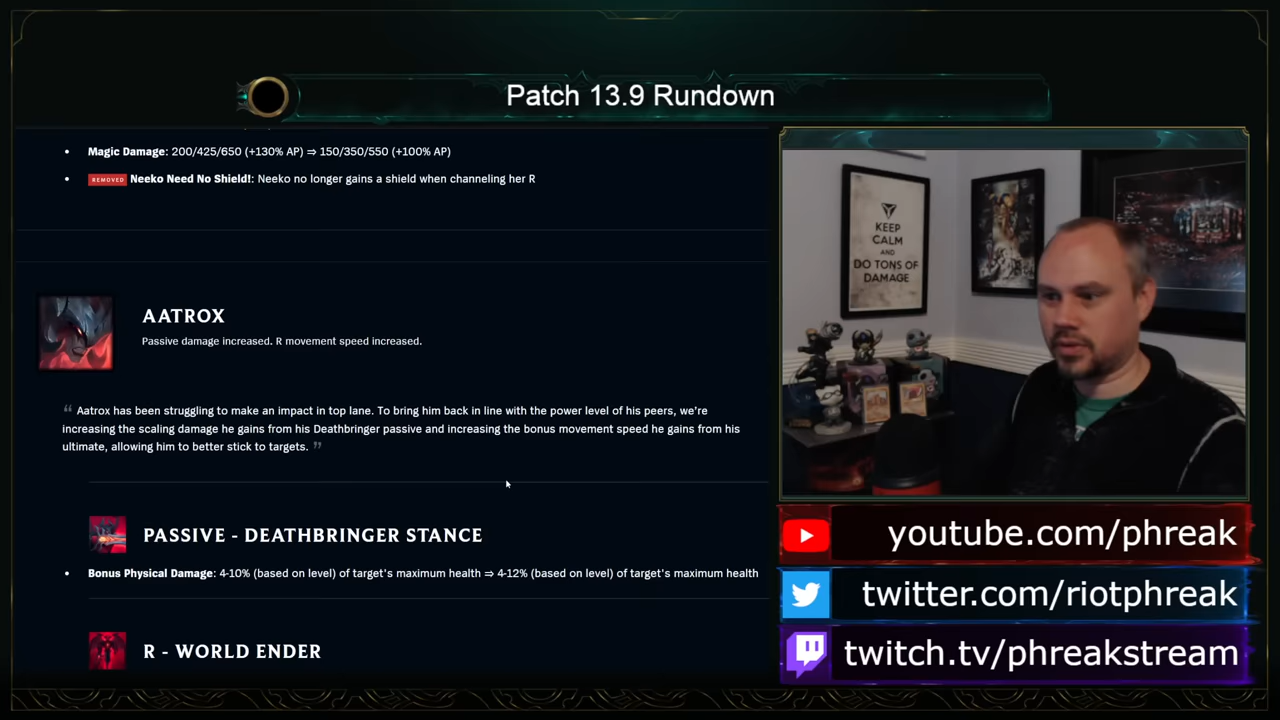 Patch 13.9 Rundown
• Magic Damage: 200/425/650 (+130% AP) ⇒ 150/350/550 (+100% AP)
• REMOVED Neeko Need No Shield!: Neeko no longer gains a shield when channeling her R
AATROX
Passive damage increased. R movement speed increased.
“ Aatrox has been struggling to make an impact in top lane. To bring him back in line with the power level of his peers, we’re
increasing the scaling damage he gains from his Deathbringer passive and increasing the bonus movement speed he gains from his
ultimate, allowing him to better stick to targets. ”
PASSIVE - DEATHBRINGER STANCE
• Bonus Physical Damage: 4-10% (based on level) of target's maximum health ⇒ 4-12% (based on level) of target's maximum health
R - WORLD ENDER
KEEP
CALM
AND
DO TONS OF
DAMAGE
youtube.com/phreak
twitter.com/riotphreak
twitch.tv/phreakstream